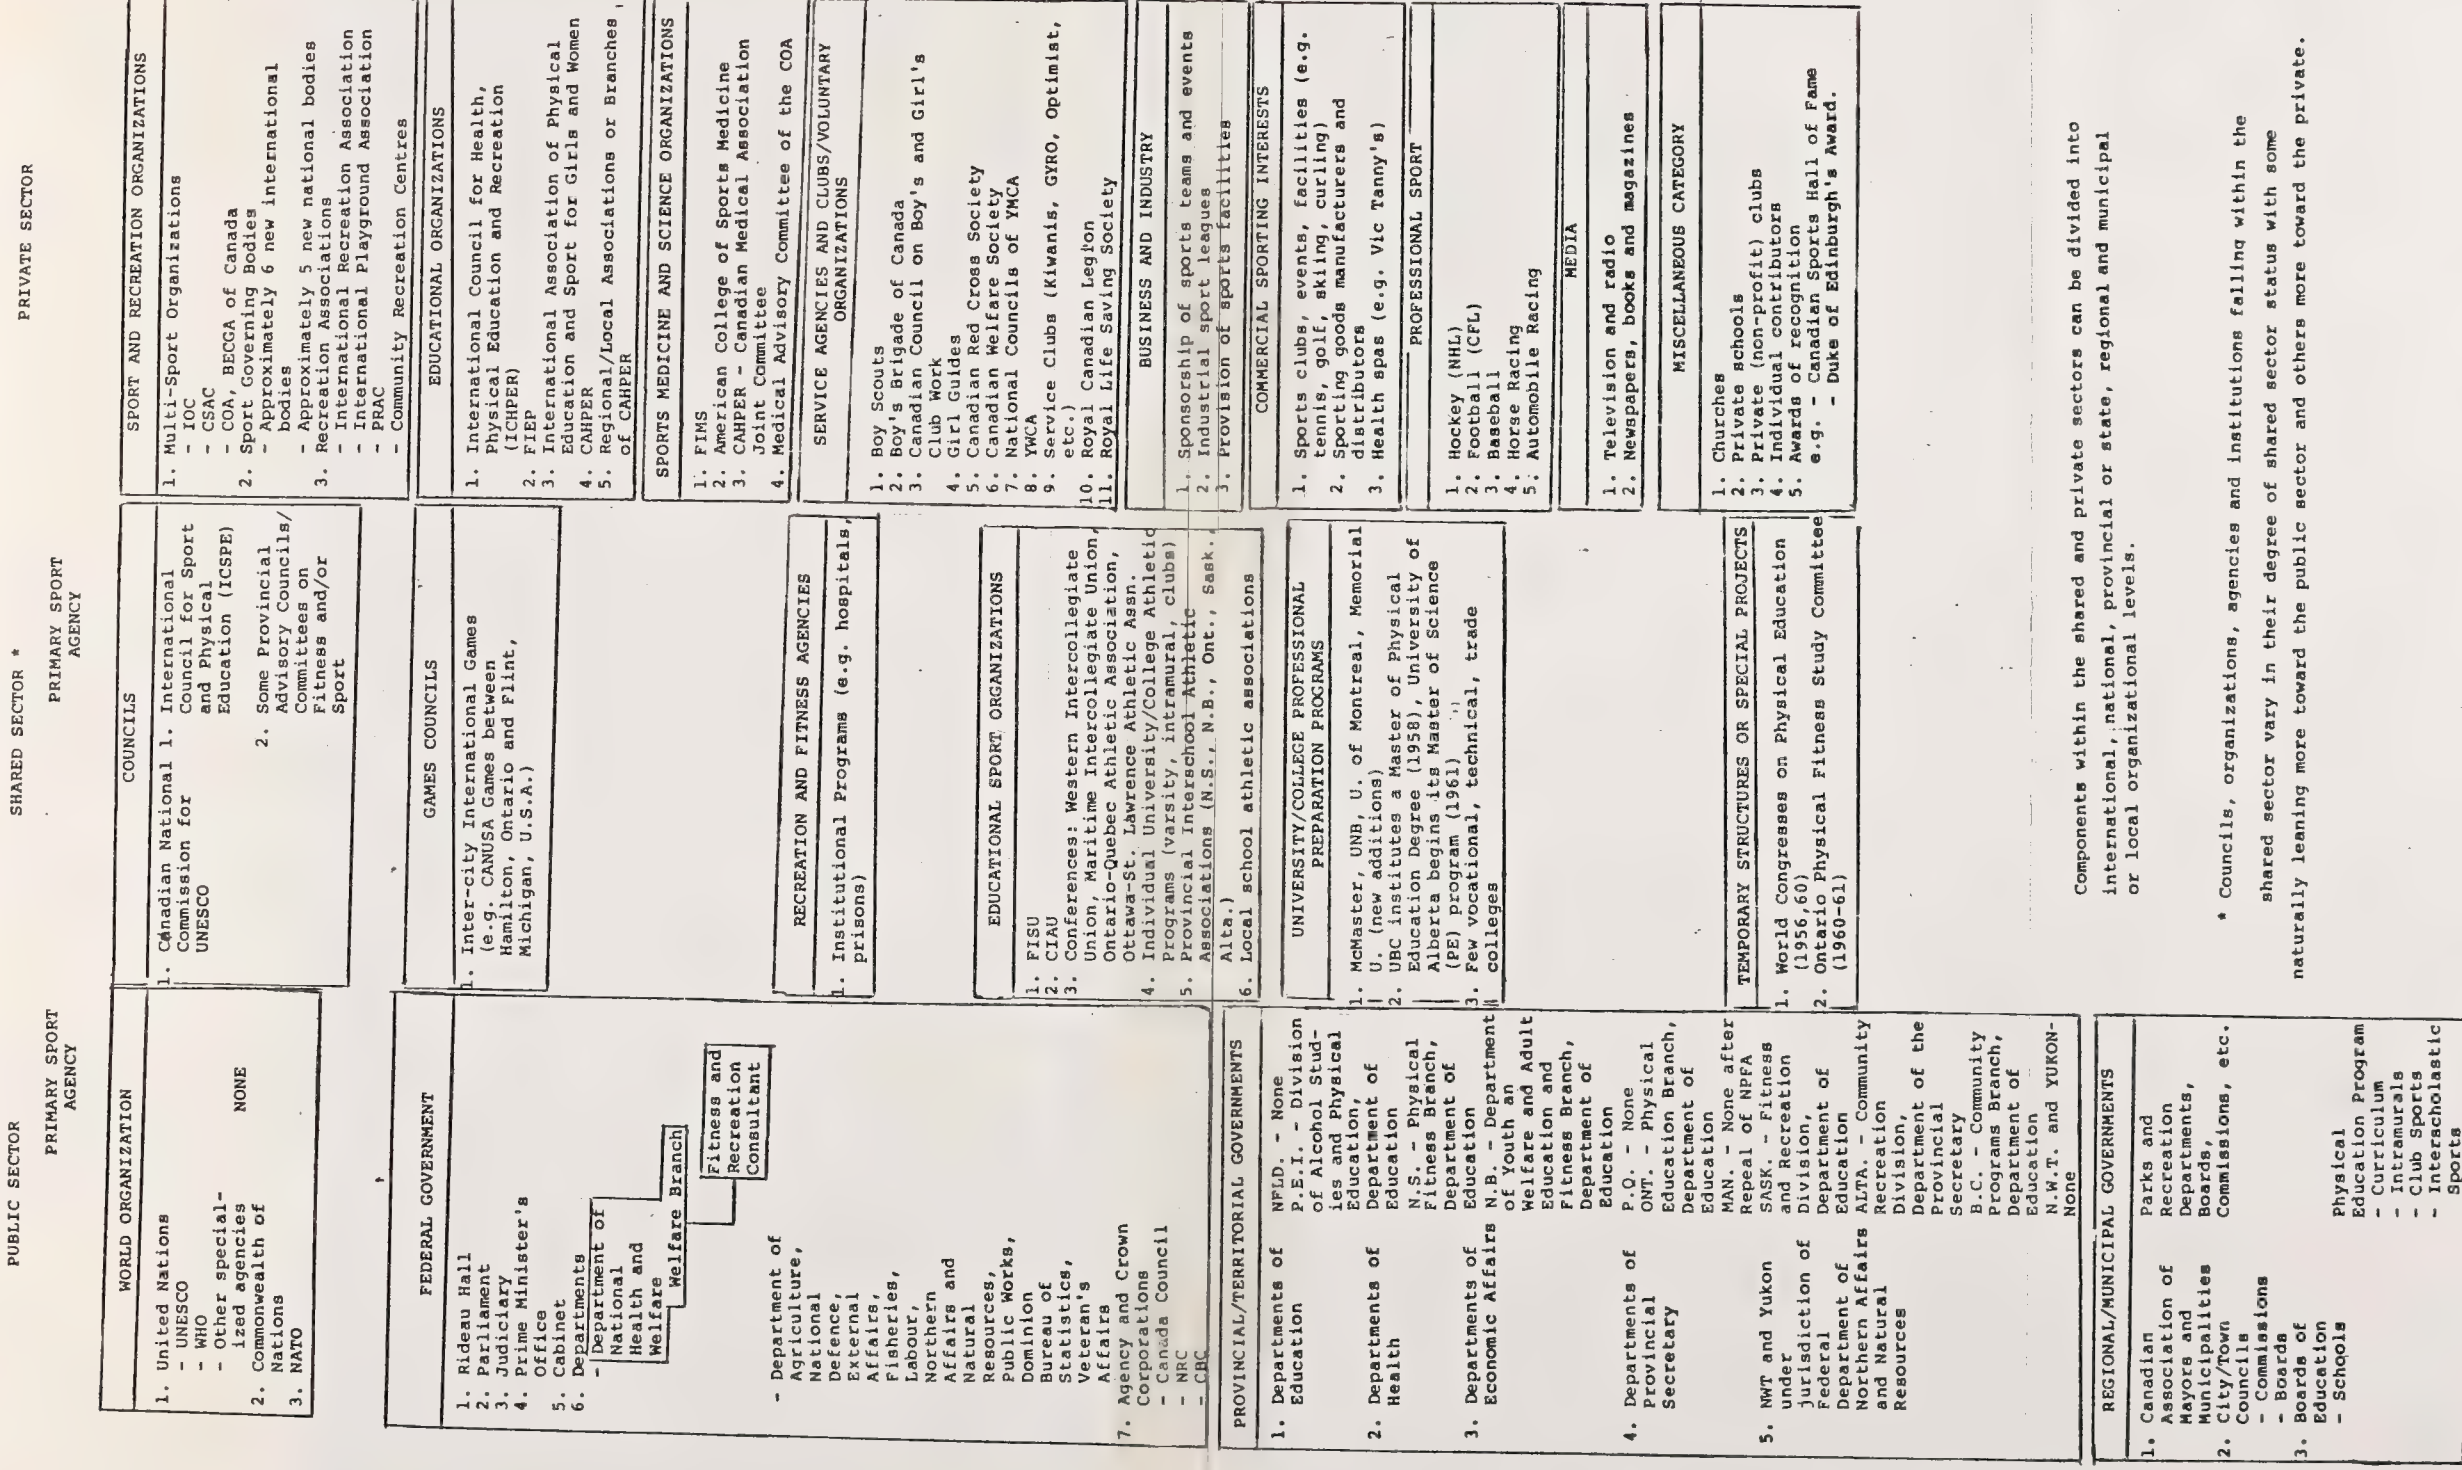 PUBLIC SECTOR
PRIMARY SPORT
AGENCY
WORLD ORGANIZATION
1. United Nations
- UNESCO
- WHO
- Other special-
ized agencies
2. Commonwealth of
Nations
3. NATO
NONE
FEDERAL GOVERNMENT
1. Rideau Hall
2. Parliament
3. Judiciary
4. Prime Minister's
Office
5. Cabinet
6. Departments
- Department of
National
Health and
Welfare
Welfare Branch
Fitness and
Recreation
Consultant
- Department of
Agriculture,
National
Defence,
External
Affairs,
Fisheries,
Labour,
Northern
Affairs and
Natural
Resources,
Public Works,
Dominion
Bureau of
Statistics,
Veteran's
Affairs
7. Agency and Crown
Corporations
- Canada Council
- NRC
- CBC
PROVINCIAL/TERRITORIAL GOVERNMENTS
1. Departments of
Education
2. Departments of
Health
3. Departments of
Economic Affairs
4. Departments of
Provincial
Secretary
5. NWT and Yukon
under
jurisdiction of
Federal
Department of
Northern Affairs
and Natural
Resources
NFLD. - None
P.E.I. - Division
of Alcohol Stud-
ies and Physical
Education,
Department of
Education
N.S. - Physical
Fitness Branch,
Department of
Education
N.B. - Department
of Youth an
Welfare and Adult
Education and
Fitness Branch,
Department of
Education
P.Q. - None
ONT. - Physical
Education Branch,
Department of
Education
MAN. - None after
Repeal of NPFA
SASK. - Fitness
and Recreation
Division,
Department of
Education
ALTA. - Community
Recreation
Division,
Department of the
Provincial
Secretary
B.C. - Community
Programs Branch,
Department of
Education
N.W.T. and YUKON-
None
REGIONAL/MUNICIPAL GOVERNMENTS
1. Canadian
Association of
Mayors and
Municipalities
2. City/Town
Councils
- Commissions
- Boards
3. Boards of
Education
- Schools
Parks and
Recreation
Departments,
Boards,
Commissions, etc.
Physical
Education Program
- Curriculum
- Intramurals
- Club Sports
- Interscholastic
Sports
SHARED SECTOR *
PRIMARY SPORT
AGENCY
COUNCILS
1. Canadian National
Commission for
UNESCO
1. International
Council for Sport
and Physical
Education (ICSPE)
2. Some Provincial
Advisory Councils/
Committees on
Fitness and/or
Sport
GAMES COUNCILS
1. Inter-city International Games
(e.g. CANUSA Games between
Hamilton, Ontario and Flint,
Michigan, U.S.A.)
RECREATION AND FITNESS AGENCIES
1. Institutional Programs (e.g. hospitals,
prisons)
EDUCATIONAL SPORT ORGANIZATIONS
1. FISU
2. CIAU
3. Conferences: Western Intercollegiate
Union, Maritime Intercollegiate Union,
Ontario-Quebec Athletic Association,
Ottawa-St. Lawrence Athletic Assn.
4. Individual University/College Athletic
Programs (varsity, intramural, clubs)
5. Provincial Interschool Athletic
Associations (N.S., N.B., Ont., Sask.,
Alta.)
6. Local school athletic associations
UNIVERSITY/COLLEGE PROFESSIONAL
PREPARATION PROGRAMS
1. McMaster, UNB, U. of Montreal, Memorial
U. (new additions)
2. UBC institutes a Master of Physical
Education Degree (1958), University of
Alberta begins its Master of Science
(PE) program (1961)
3. Few vocational, technical, trade
colleges
TEMPORARY STRUCTURES OR SPECIAL PROJECTS
1. World Congresses on Physical Education
(1956,60)
2. Ontario Physical Fitness Study Committee
(1960-61)
PRIVATE SECTOR
SPORT AND RECREATION ORGANIZATIONS
1. Multi-Sport Organizations
- IOC
- CSAC
- COA, BECGA of Canada
2. Sport Governing Bodies
- Approximately 6 new international
bodies
- Approximately 5 new national bodies
3. Recreation Associations
- International Recreation Association
- International Playground Association
- PRAC
- Community Recreation Centres
EDUCATIONAL ORGANIZATIONS
1. International Council for Health,
Physical Education and Recreation
(ICHPER)
2. FIEP
3. International Association of Physical
Education and Sport for Girls and Women
4. CAHPER
5. Regional/Local Associations or Branches
of CAHPER
SPORTS MEDICINE AND SCIENCE ORGANIZATIONS
1. FIMS
2. American College of Sports Medicine
3. CAHPER - Canadian Medical Association
Joint Committee
4. Medical Advisory Committee of the COA
SERVICE AGENCIES AND CLUBS/VOLUNTARY
ORGANIZATIONS
1. Boy Scouts
2. Boy's Brigade of Canada
3. Canadian Council on Boy's and Girl's
Club Work
4. Girl Guides
5. Canadian Red Cross Society
6. Canadian Welfare Society
7. National Councils of YMCA
8. YWCA
9. Service Clubs (Kiwanis, GYRO, Optimist,
etc.)
10. Royal Canadian Legion
11. Royal Life Saving Society
BUSINESS AND INDUSTRY
1. Sponsorship of sports teams and events
2. Industrial sport leagues
3. Provision of sports facilities
COMMERCIAL SPORTING INTERESTS
1. Sports clubs, events, facilities (e.g.
tennis, golf, skiing, curling)
2. Sporting goods manufacturers and
distributors
3. Health spas (e.g. Vic Tanny's)
PROFESSIONAL SPORT
1. Hockey (NHL)
2. Football (CFL)
3. Baseball
4. Horse Racing
5. Automobile Racing
MEDIA
1. Television and radio
2. Newspapers, books and magazines
MISCELLANEOUS CATEGORY
1. Churches
2. Private schools
3. Private (non-profit) clubs
4. Individual contributors
5. Awards of recognition
e.g. - Canadian Sports Hall of Fame
- Duke of Edinburgh's Award.
Components within the shared and private sectors can be divided into
international, national, provincial or state, regional and municipal
or local organizational levels.
* Councils, organizations, agencies and institutions falling within the
shared sector vary in their degree of shared sector status with some
naturally leaning more toward the public sector and others more toward the private.